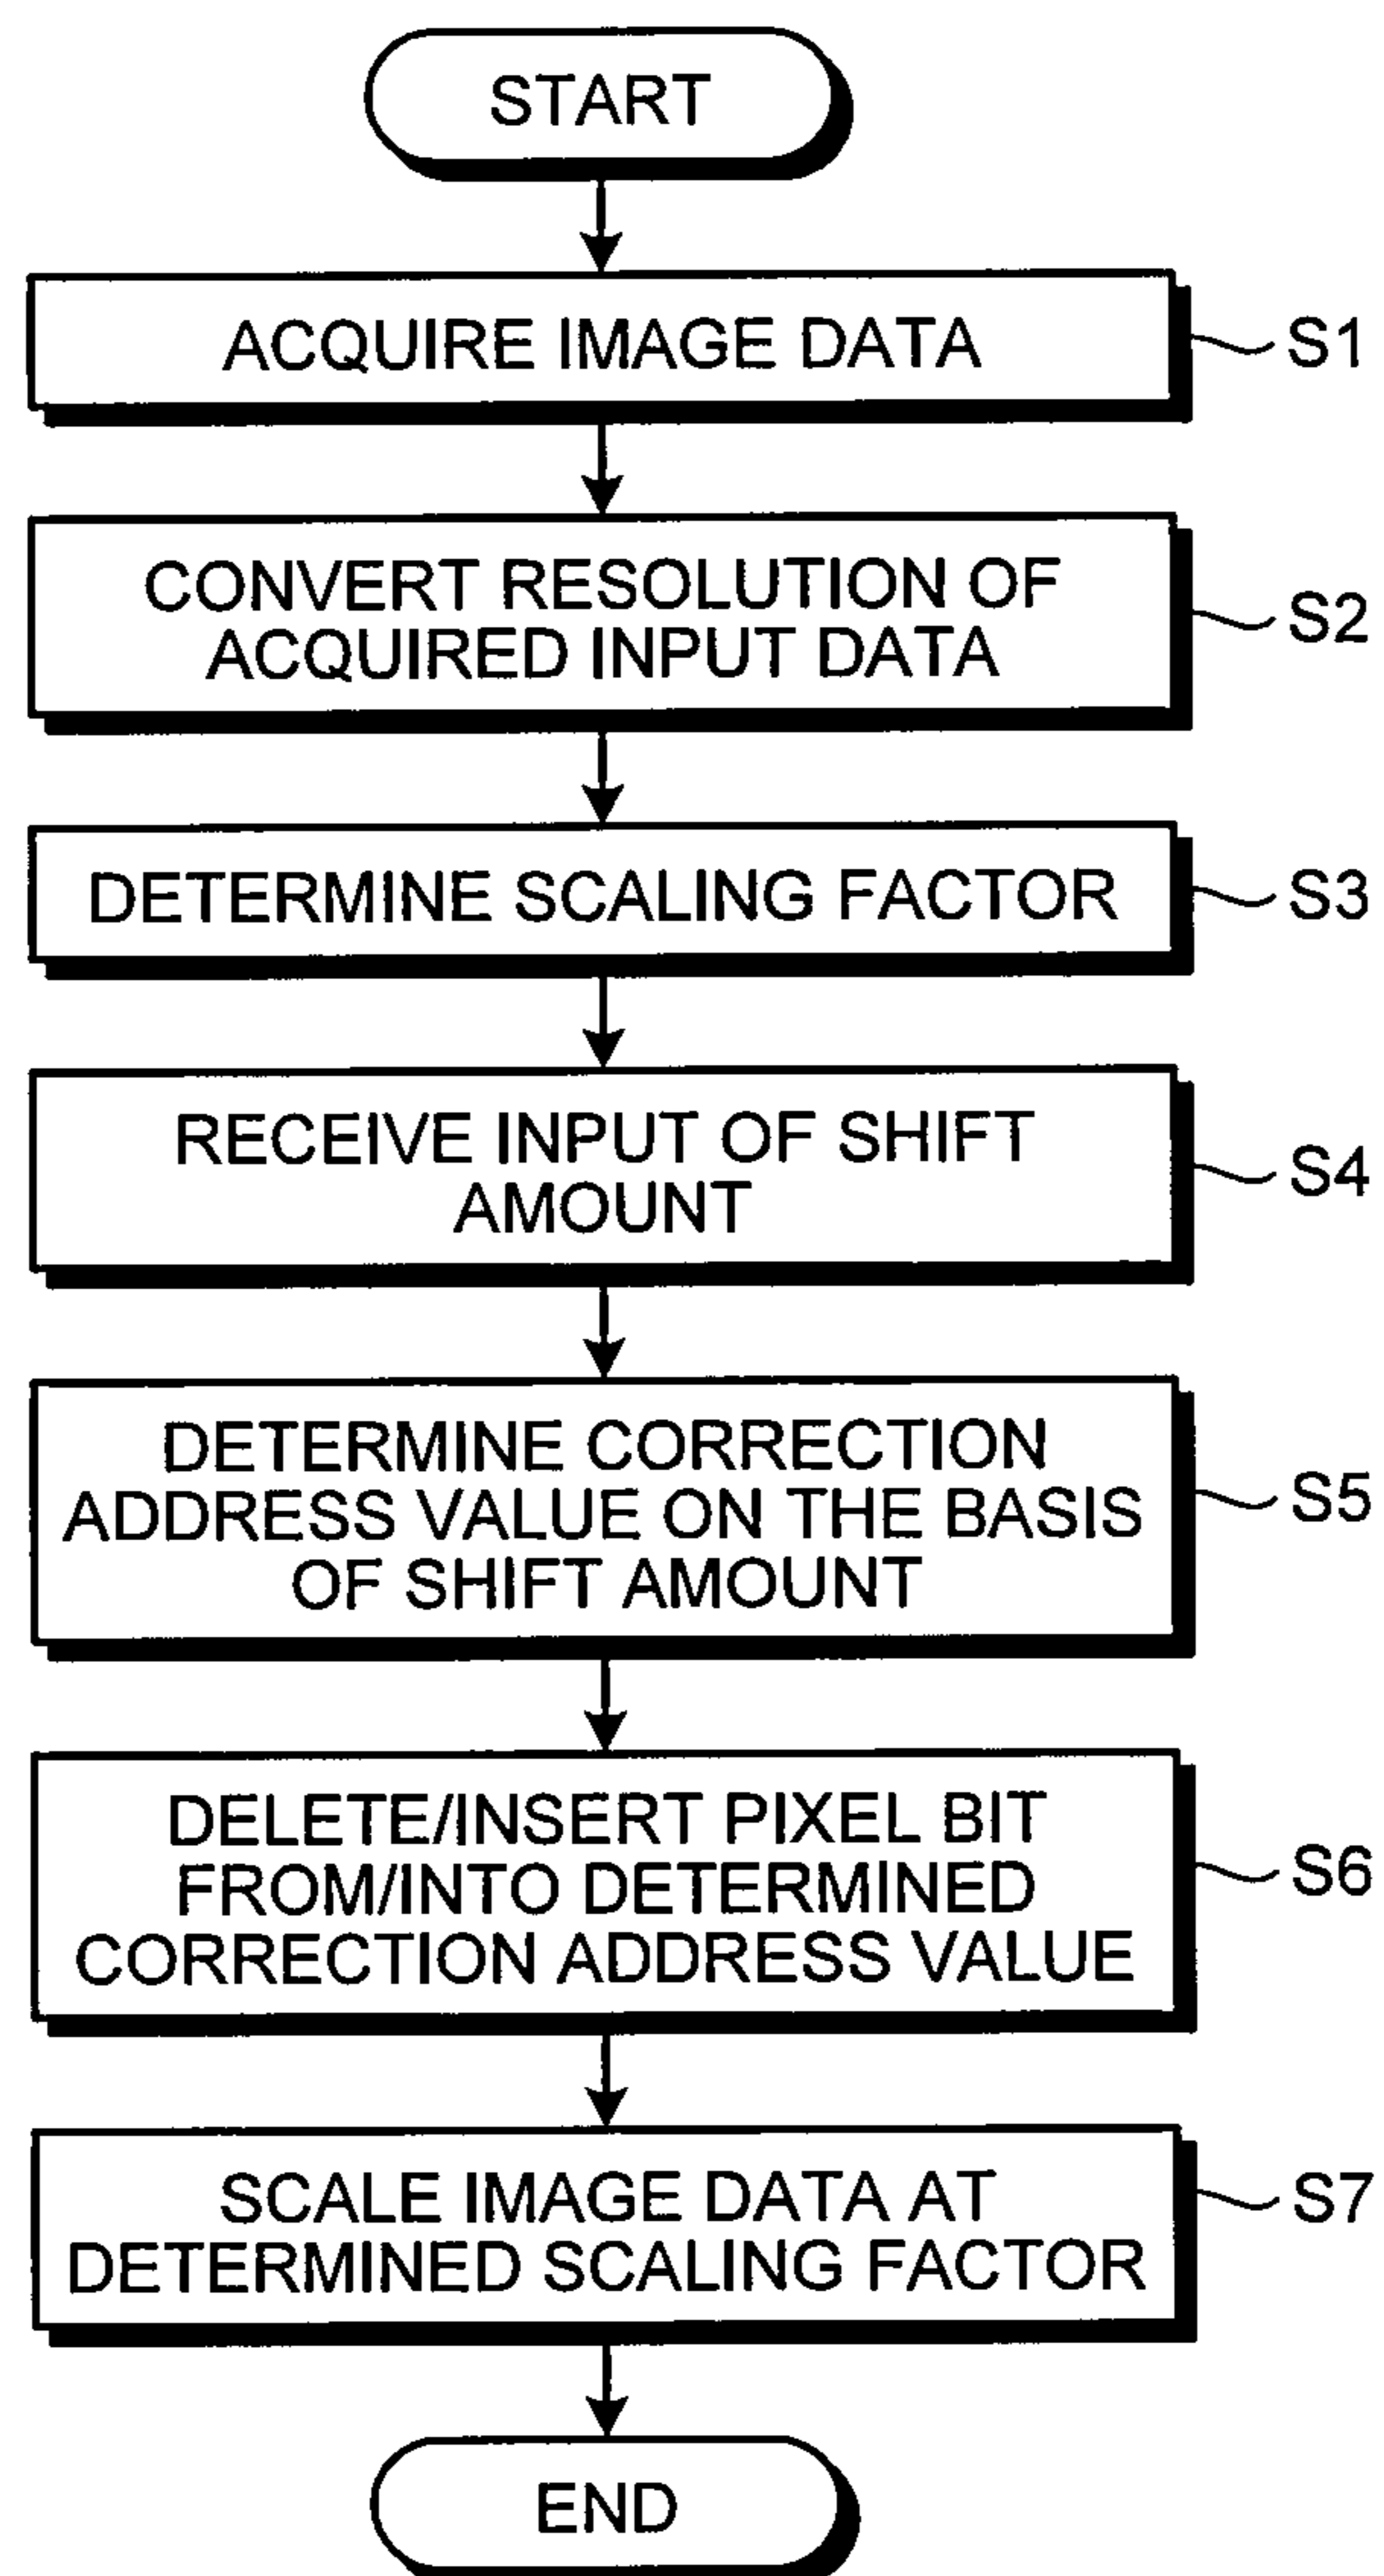 START
ACQUIRE IMAGE DATA
S1
CONVERT RESOLUTION OF
ACQUIRED INPUT DATA
S2
DETERMINE SCALING FACTOR
S3
RECEIVE INPUT OF SHIFT
AMOUNT
S4
DETERMINE CORRECTION
ADDRESS VALUE ON THE BASIS
OF SHIFT AMOUNT
S5
DELETE/INSERT PIXEL BIT
FROM/INTO DETERMINED
CORRECTION ADDRESS VALUE
S6
SCALE IMAGE DATA AT
DETERMINED SCALING FACTOR
S7
END